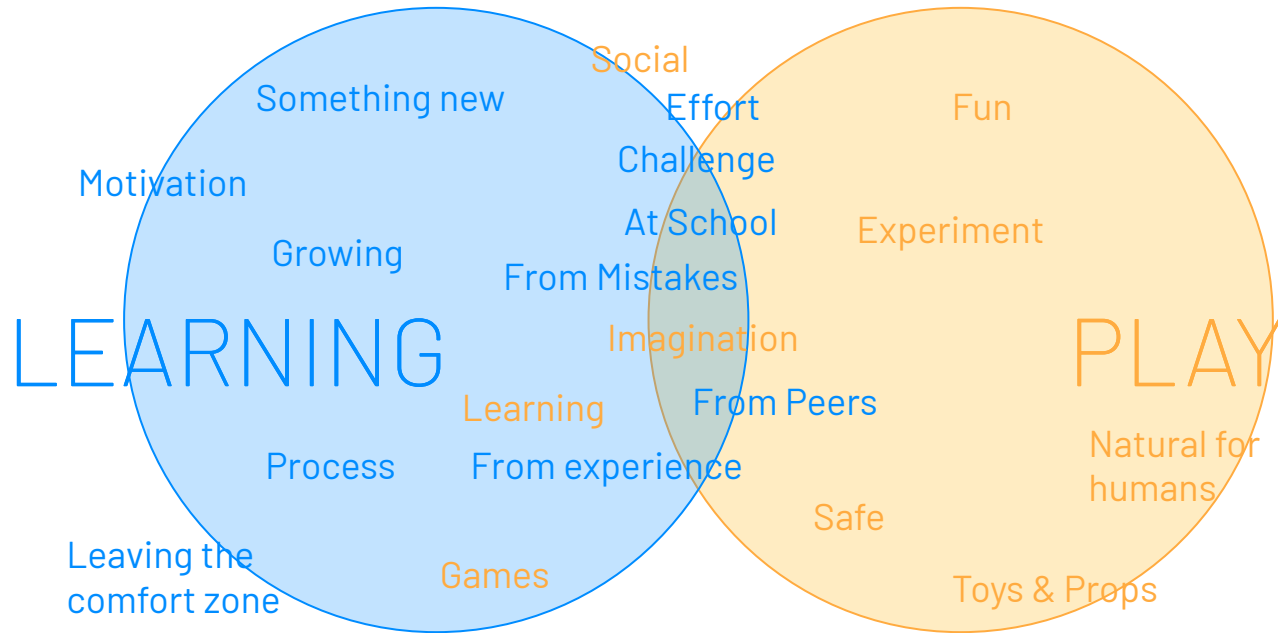 Social
Something new
Effort
Fun
Challenge
Motivation
At School
Experiment
Growing
From Mistakes
Imagination
LEARNING
PLAY
Learning
From Peers
Natural for
humans
Process
From experience
Safe
Leaving the
comfort zone
Games
Toys & Props